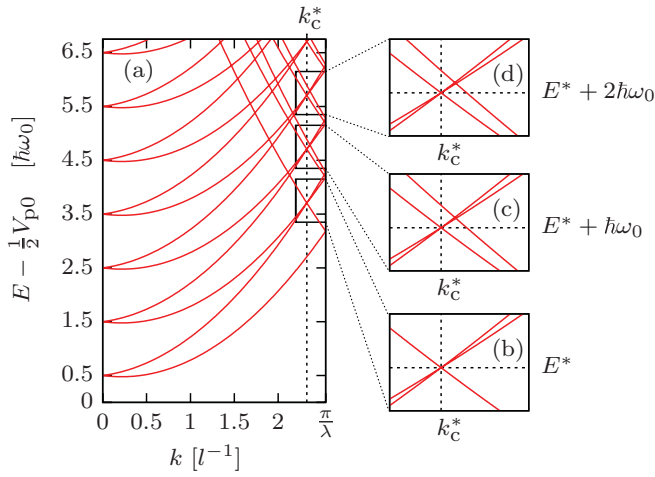 k*c
6.5
5.5
4.5
3.5
2.5
1.5
0.5
0
E − ½Vp0 [ħω0]
(a)
0 0.5 1 1.5 2 π/λ
k [l⁻¹]
(d)
E* + 2ħω0
k*c
(c)
E* + ħω0
k*c
(b)
E*
k*c